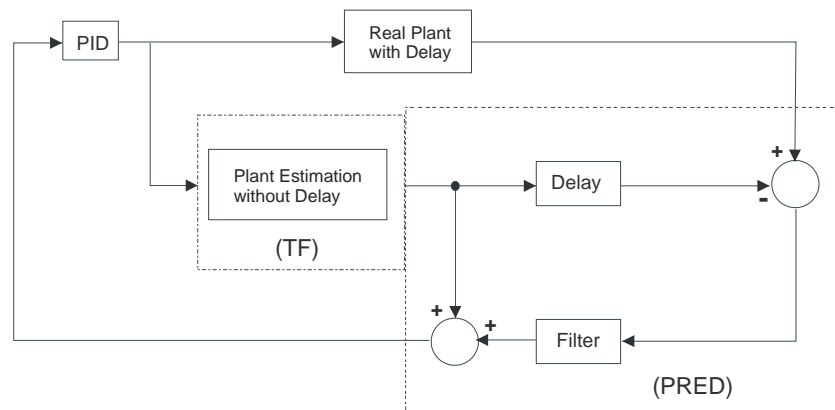 PID
Real Plant
with Delay
+
Plant Estimation
without Delay
Delay
-
(TF)
+
+
Filter
(PRED)